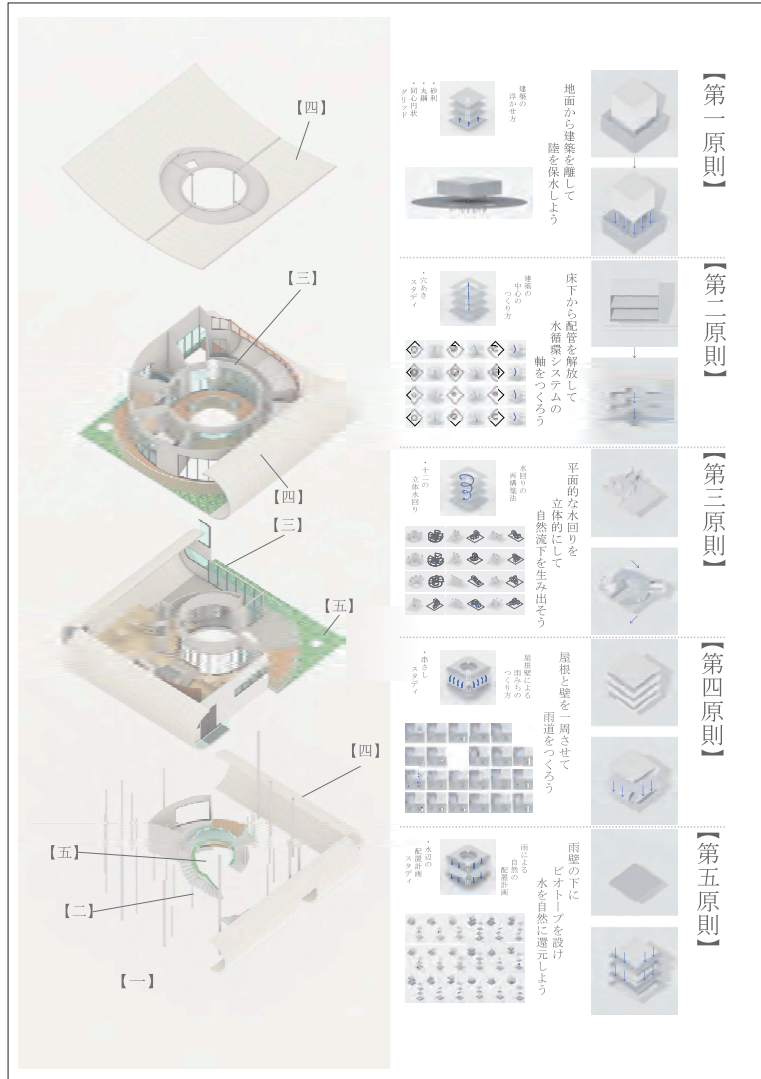 【第一原則】
地面から建築を離して
陸を保水しよう
建築の
浮かせ方
・砂利
・丸鋼
・同心円状
グリッド
【第二原則】
床下から配管を解放して
水循環システムの
軸をつくろう
建築の
中心の
つくり方
・穴あき
スタディ
【第三原則】
平面的な水回りを
立体的にして
自然流下を生み出そう
水回りの
再構築法
・十二の
立体水回り
【第四原則】
屋根と壁を一周させて
雨道をつくろう
屋根壁による
雨みちの
つくり方
・串さし
スタディ
【第五原則】
雨壁の下に
ビオトープを設け
水を自然に還元しよう
雨による
自然の
配置計画
・水辺の
配置計画
スタディ
【四】
【三】
【四】
【三】
【五】
【四】
【五】
【二】
【一】